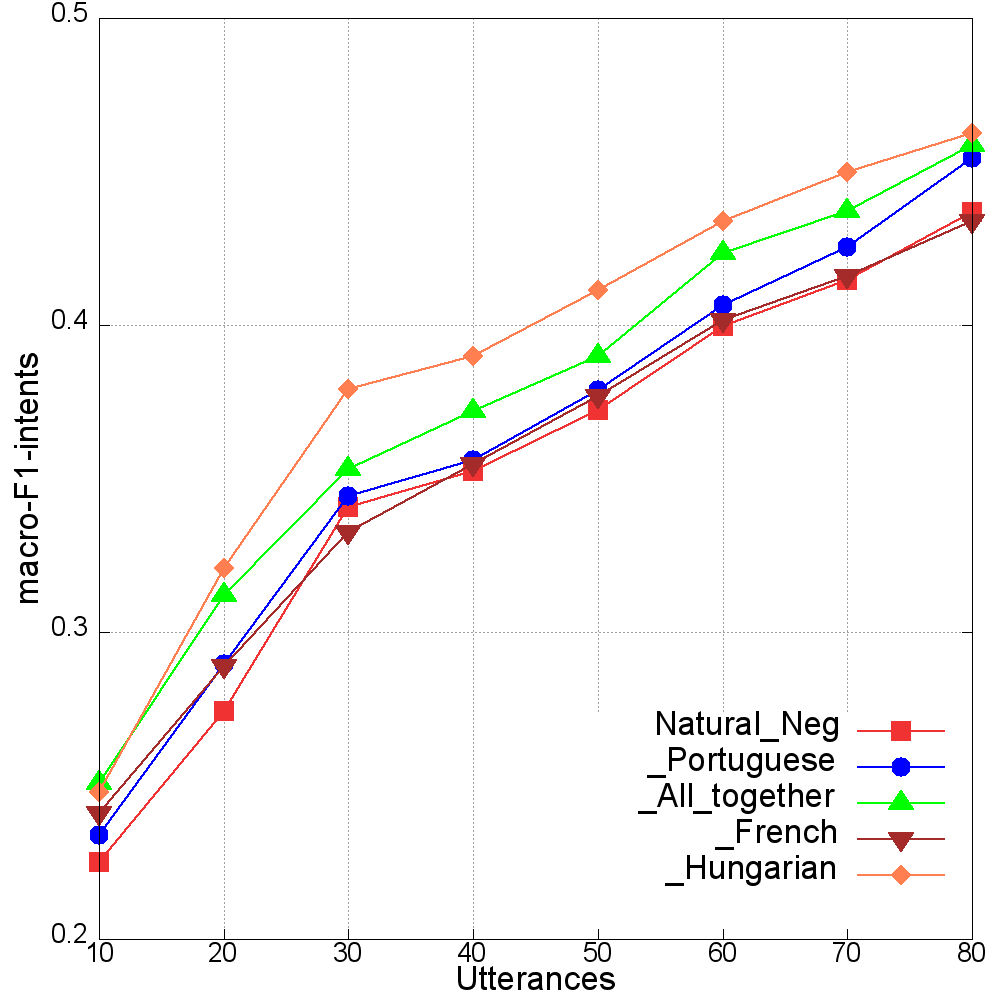 0.5
0.4
0.3
0.2
macro-F1-intents
Natural_Neg
_Portuguese
_All_together
_French
_Hungarian
10 20 30 40 50 60 70 80
Utterances